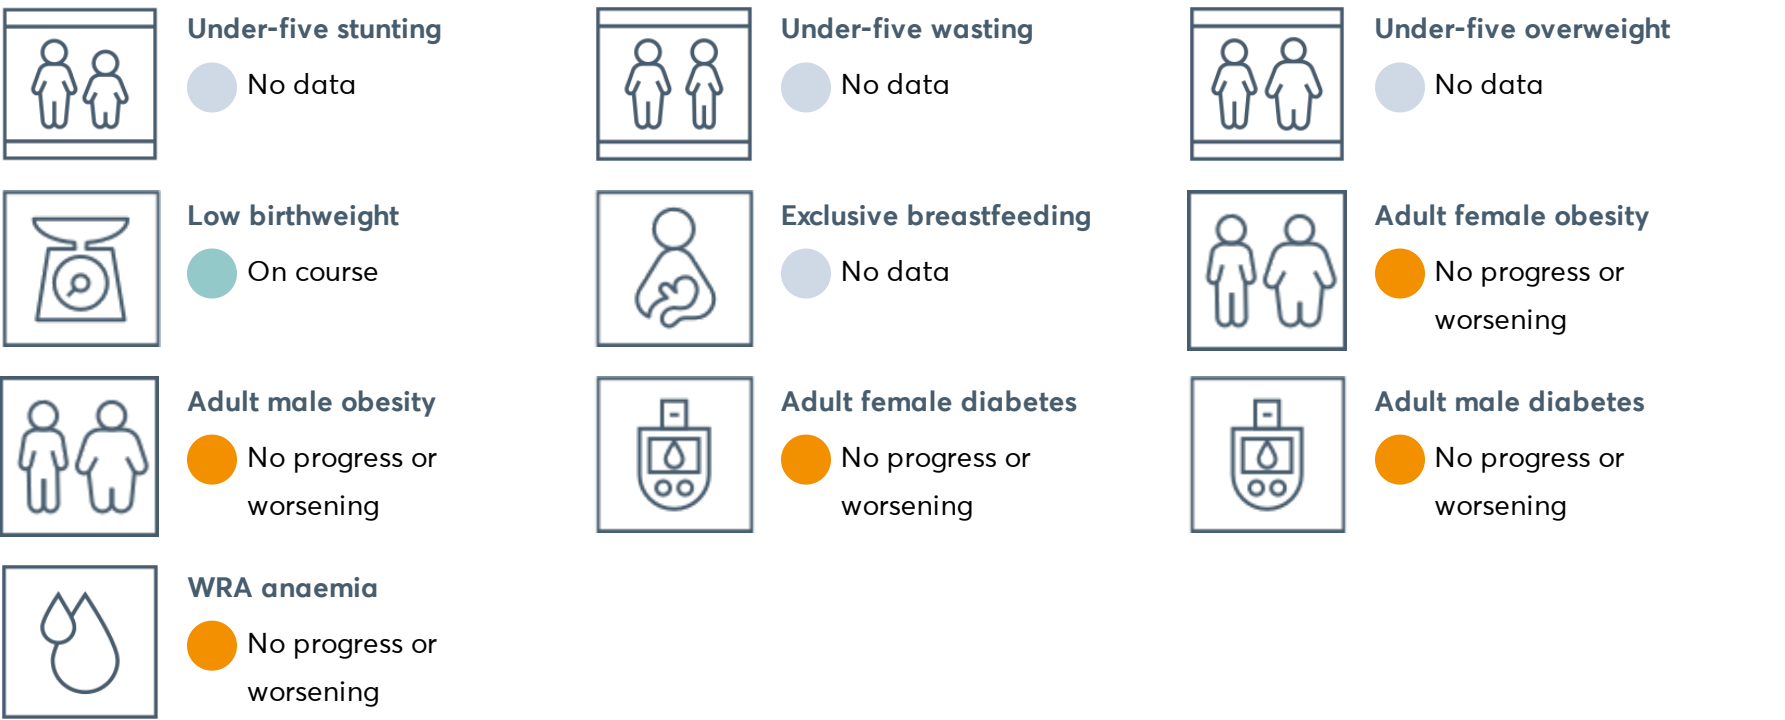 Under-five stunting
No data
Under-five wasting
No data
Under-five overweight
No data
Low birthweight
On course
Exclusive breastfeeding
No data
Adult female obesity
No progress or
worsening
Adult male obesity
No progress or
worsening
Adult female diabetes
No progress or
worsening
Adult male diabetes
No progress or
worsening
WRA anaemia
No progress or
worsening